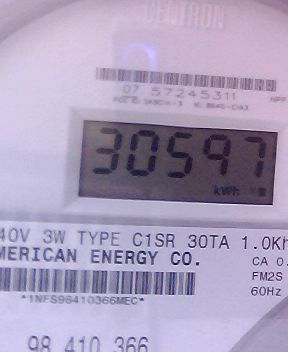 CENTRON
07 57245311
30597
kWh
40V 3W TYPE C1SR 30TA 1.0Kh
MERICAN ENERGY CO.
CA 0.
FM2S
60Hz
*1NFS98410366MEC*
98 410 366